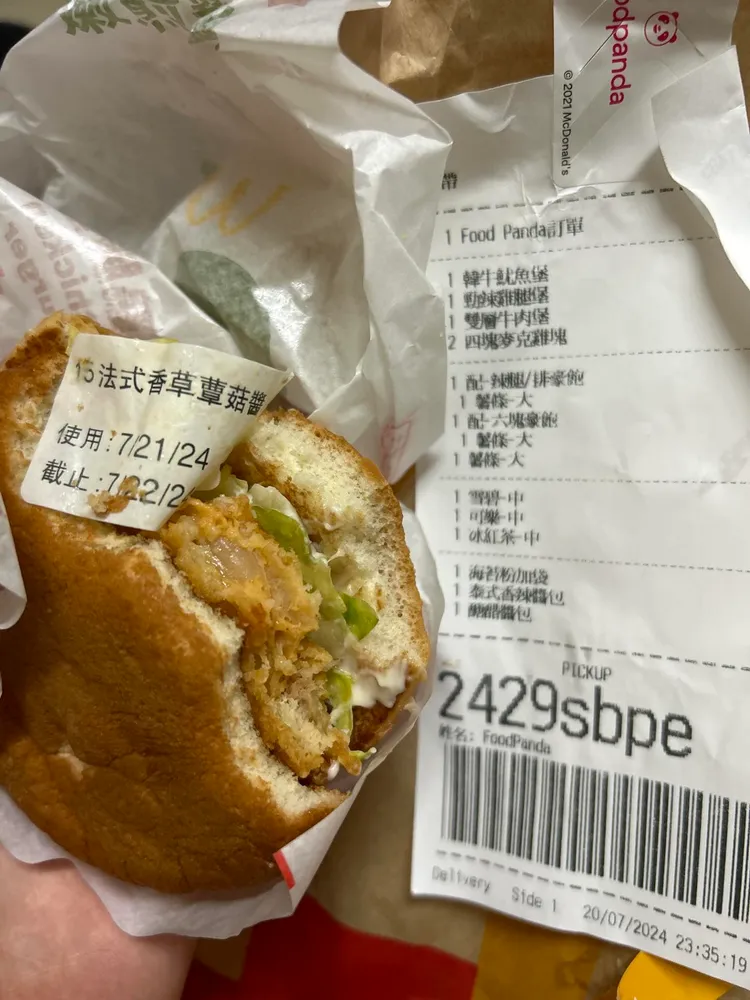 foodpanda
© 2021 McDonald's
1 Food Panda訂單
1 韓牛魷魚堡
1 勁辣雞腿堡
1 雙層牛肉堡
2 四塊麥克雞塊
1 配-辣腿/排豪飽
1 薯條-大
1 配-六塊豪飽
1 薯條-大
1 薯條-大
1 雪碧-中
1 可樂-中
1 冰紅茶-中
1 海苔粉加袋
1 泰式香辣醬包
1 糖醋醬包
PICKUP
2429sbpe
姓名: FoodPanda
Delivery Side 1 20/07/2024 23:35:19
15法式香草蕈菇醬
使用:7/21/24
截止:7/22/2